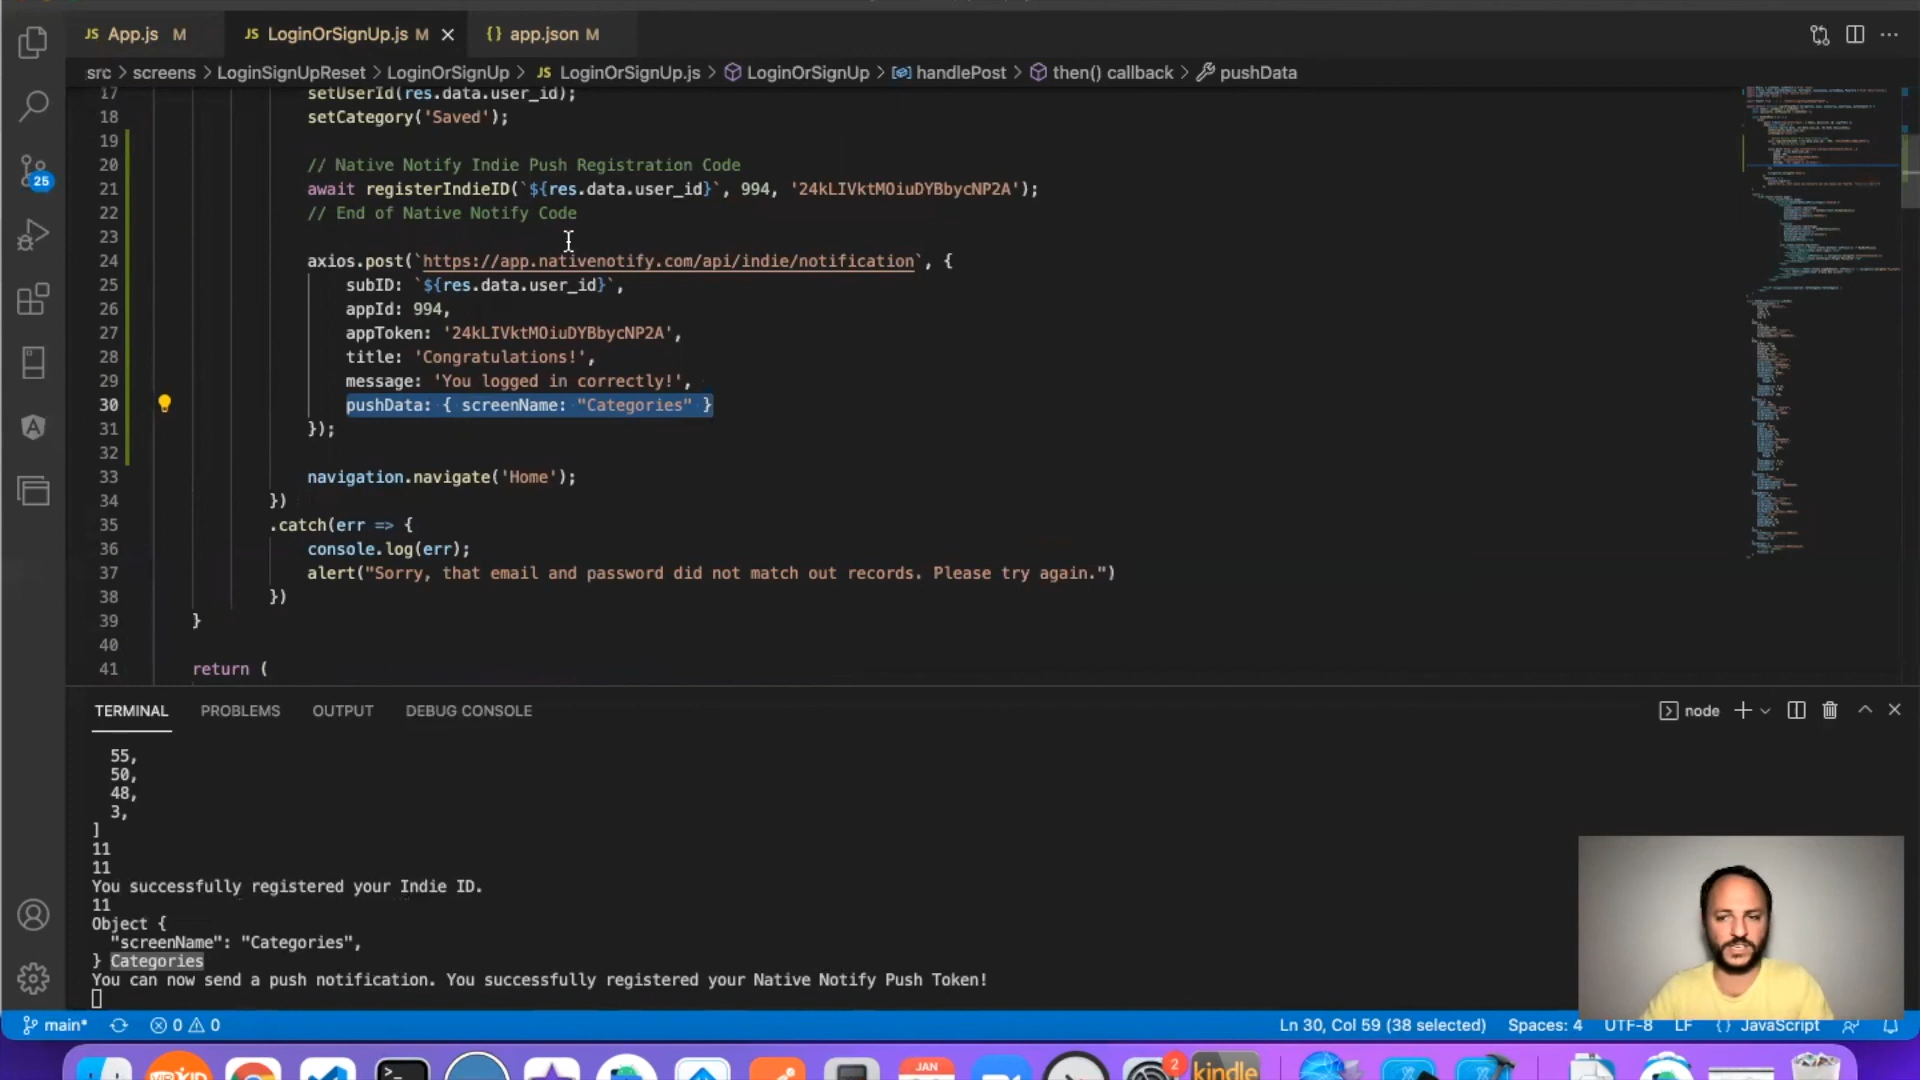 JS App.js M
JS LoginOrSignUp.js M
{} app.json M
src > screens > LoginSignUpReset > LoginOrSignUp > JS LoginOrSignUp.js > LoginOrSignUp > handlePost > then() callback > pushData
17 setUserId(res.data.user_id);
18 setCategory('Saved');
19
20 // Native Notify Indie Push Registration Code
21 await registerIndieID(`${res.data.user_id}`, 994, '24kLIVktMOiuDYBbycNP2A');
22 // End of Native Notify Code
23
24 axios.post(`https://app.nativenotify.com/api/indie/notification`, {
25 subID: `${res.data.user_id}`,
26 appId: 994,
27 appToken: '24kLIVktMOiuDYBbycNP2A',
28 title: 'Congratulations!',
29 message: 'You logged in correctly!',
30 pushData: { screenName: "Categories" }
31 });
32
33 navigation.navigate('Home');
34 })
35 .catch(err => {
36 console.log(err);
37 alert("Sorry, that email and password did not match out records. Please try again.")
38 })
39 }
40
41 return (
25
TERMINAL PROBLEMS OUTPUT DEBUG CONSOLE
node
55,
50,
48,
3,
]
11
11
You successfully registered your Indie ID.
11
Object {
"screenName": "Categories",
} Categories
You can now send a push notification. You successfully registered your Native Notify Push Token!
main* 0 0
Ln 30, Col 59 (38 selected) Spaces: 4 UTF-8 LF {} JavaScript
JAN
2
kindle